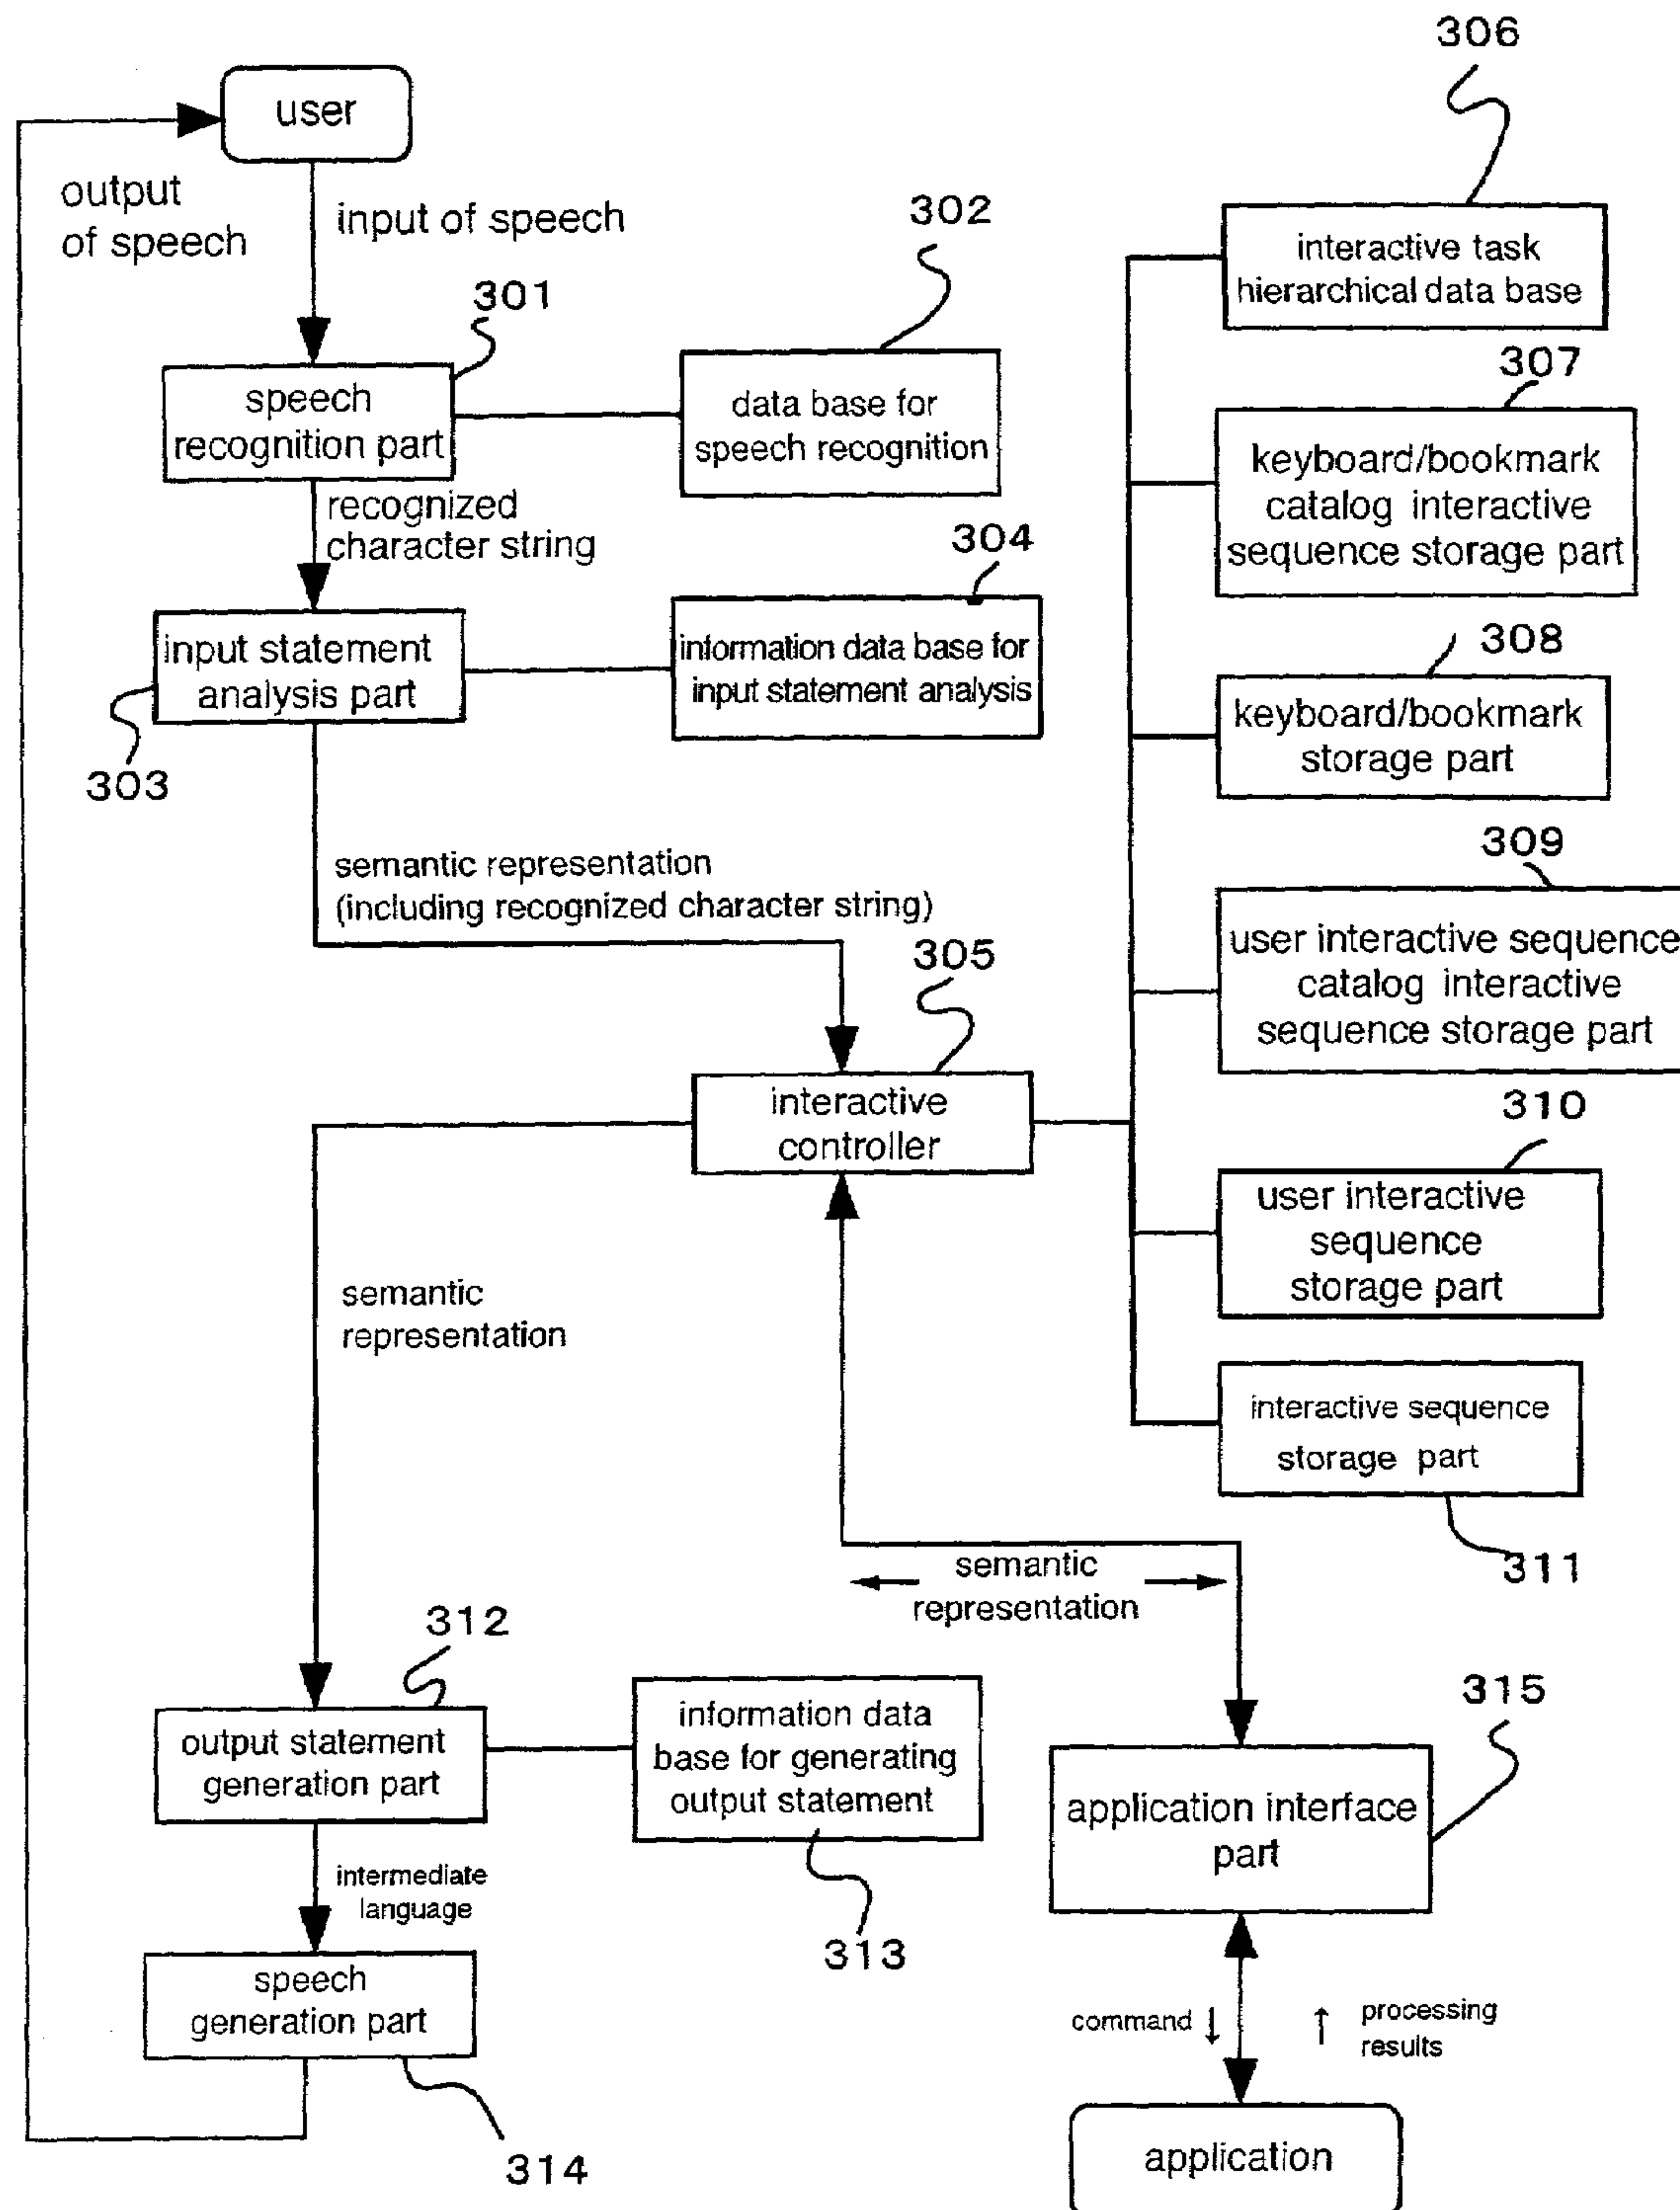 306
user
output
of speech
input of speech
302
interactive task
hierarchical data base
301
307
speech
recognition part
data base for
speech recognition
keyboard/bookmark
catalog interactive
sequence storage part
recognized
character string
304
308
input statement
analysis part
information data base for
input statement analysis
keyboard/bookmark
storage part
303
309
semantic representation
(including recognized character string)
user interactive sequence
catalog interactive
sequence storage part
305
interactive
controller
310
user interactive
sequence
storage part
semantic
representation
interactive sequence
storage part
311
semantic
representation
312
315
output statement
generation part
information data
base for generating
output statement
application interface
part
intermediate
language
313
speech
generation part
command ↓
↑ processing
results
314
application